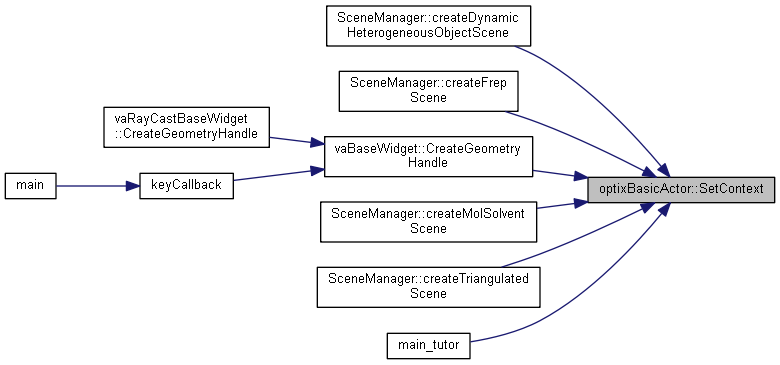 SceneManager::createDynamic
HeterogeneousObjectScene
SceneManager::createFrep
Scene
vaRayCastBaseWidget
::CreateGeometryHandle
vaBaseWidget::CreateGeometry
Handle
main
keyCallback
optixBasicActor::SetContext
SceneManager::createMolSolvent
Scene
SceneManager::createTriangulated
Scene
main_tutor